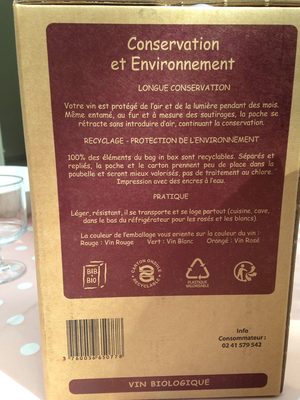 Conservation
et Environnement
LONGUE CONSERVATION
Votre vin est protégé de l'air et de la lumière pendant des mois.
Même entamé, au fur et à mesure des soutirages, la poche se
rétracte sans introduire d'air, continuant la conservation.
RECYCLAGE - PROTECTION DE L'ENVIRONNEMENT
100% des éléments du bag in box sont recyclables. Séparés et
repliés, la poche et le carton prennent peu de place dans la
poubelle et seront mieux valorisés, pas de traitement au chlore.
Impression avec des encres à l'eau.
PRATIQUE
Léger, résistant, il se transporte et se loge partout (cuisine, cave,
dans le bas du réfrigérateur pour les rosés et les blancs).
La couleur de l'emballage vous oriente sur la couleur du vin :
Rouge : Vin Rouge Vert : Vin Blanc Orangé : Vin Rosé
BIB
BIO
CARTON ONDULÉ
RECYCLABLE
PLASTIQUE
VALORISABLE
Info
Consommateur :
02 41 579 542
3 760056 650778
VIN BIOLOGIQUE